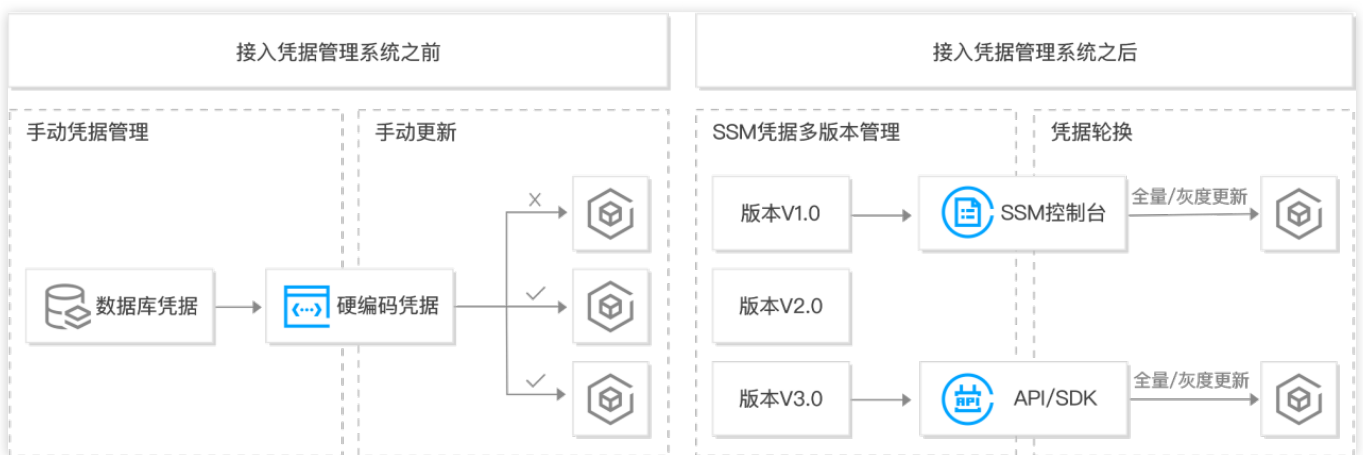 接入凭据管理系统之前
接入凭据管理系统之后
手动凭据管理
手动更新
SSM凭据多版本管理
凭据轮换
X
版本V1.0
SSM控制台
全量/灰度更新
数据库凭据
硬编码凭据
版本V2.0
版本V3.0
API
API/SDK
全量/灰度更新